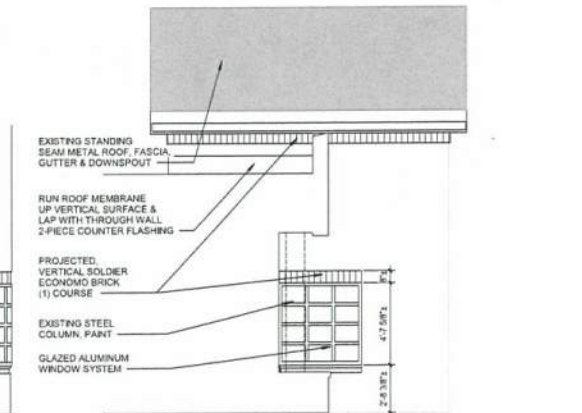 EXISTING STANDING
SEAM METAL ROOF, FASCIA,
GUTTER & DOWNSPOUT
RUN ROOF MEMBRANE
UP VERTICAL SURFACE &
LAP WITH THROUGH WALL
2-PIECE COUNTER FLASHING
PROJECTED,
VERTICAL SOLDIER
ECONOMO BRICK
(1) COURSE
EXISTING STEEL
COLUMN, PAINT
GLAZED ALUMINUM
WINDOW SYSTEM
8"±
4'-7 5/8"±
2'-8 3/8"±